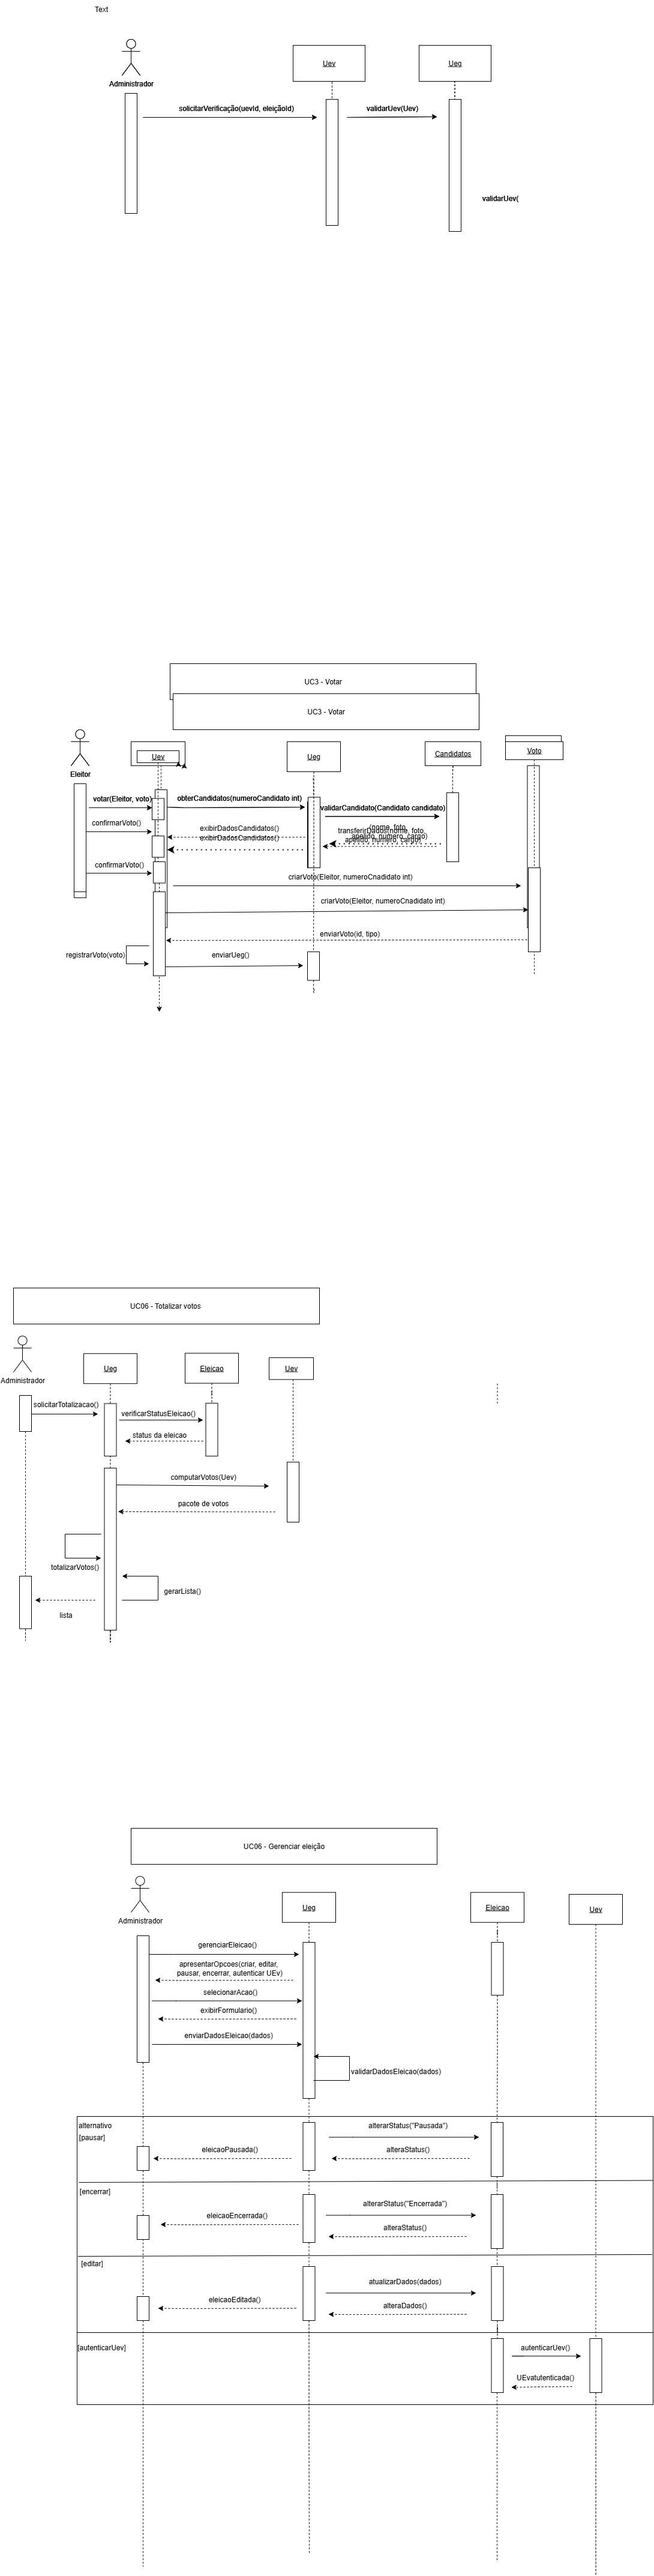 Text
Uev
Ueg
Administrador
solicitarVerificação(uevId, eleiçãoId)
validarUev(Uev)
validarUev(
UC3 - Votar
UC3 - Votar
Eleitor
Uev
Ueg
Candidatos
Voto
votar(Eleitor, voto)
obterCandidatos(numeroCandidato int)
validarCandidato(Candidato candidato)
confirmarVoto()
exibirDadosCandidatos()
exibirDadosCandidatos()
transferirDados(nome, foto,
apelido, numero, cargo)
(nome, foto,
apelido, numero, cargo)
confirmarVoto()
criarVoto(Eleitor, numeroCnadidato int)
criarVoto(Eleitor, numeroCnadidato int)
enviarVoto(id, tipo)
registrarVoto(voto)
enviarUeg()
UC06 - Totalizar votos
Administrador
Ueg
Eleicao
Uev
solicitarTotalizacao()
verificarStatusEleicao()
status da eleicao
computarVotos(Uev)
pacote de votos
totalizarVotos()
gerarLista()
lista
UC06 - Gerenciar eleição
Administrador
Ueg
Eleicao
Uev
gerenciarEleicao()
apresentarOpcoes(criar, editar,
pausar, encerrar, autenticar UEv)
selecionarAcao()
exibirFormulario()
enviarDadosEleicao(dados)
validarDadosEleicao(dados)
alternativo
[pausar]
alterarStatus("Pausada")
eleicaoPausada()
alteraStatus()
[encerrar]
alterarStatus("Encerrada")
eleicaoEncerrada()
alteraStatus()
[editar]
atualizarDados(dados)
eleicaoEditada()
alteraDados()
[autenticarUev]
autenticarUev()
UEvatutenticada()